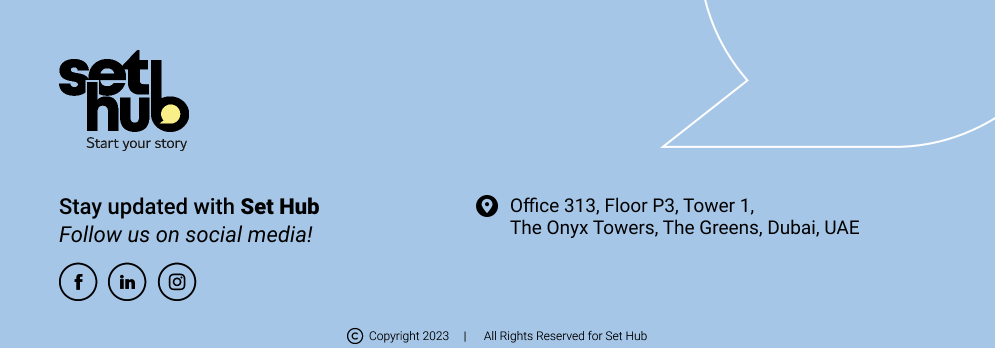 set
hub
Start your story
Stay updated with Set Hub
Follow us on social media!
Office 313, Floor P3, Tower 1,
The Onyx Towers, The Greens, Dubai, UAE
f
in
© Copyright 2023 | All Rights Reserved for Set Hub